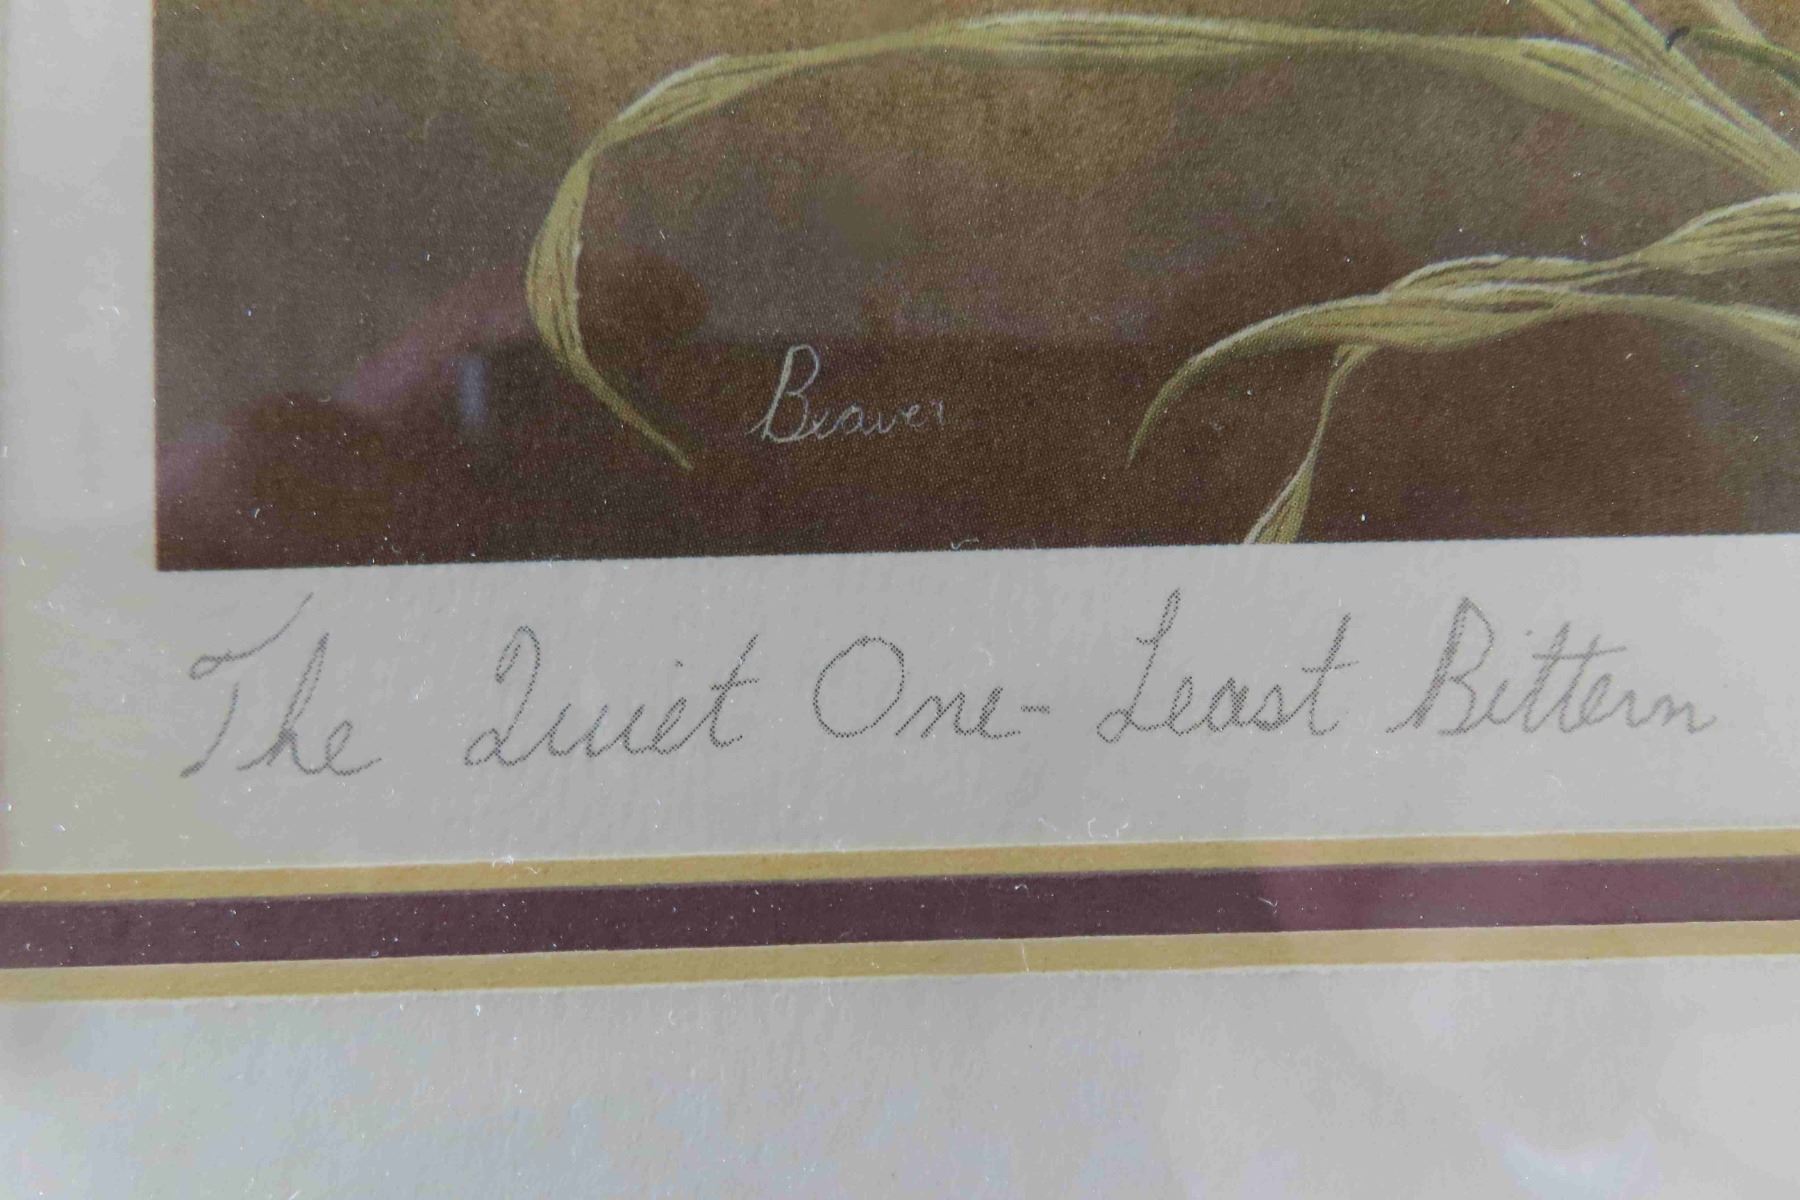 Beaver
The Quiet One- Least Bittern